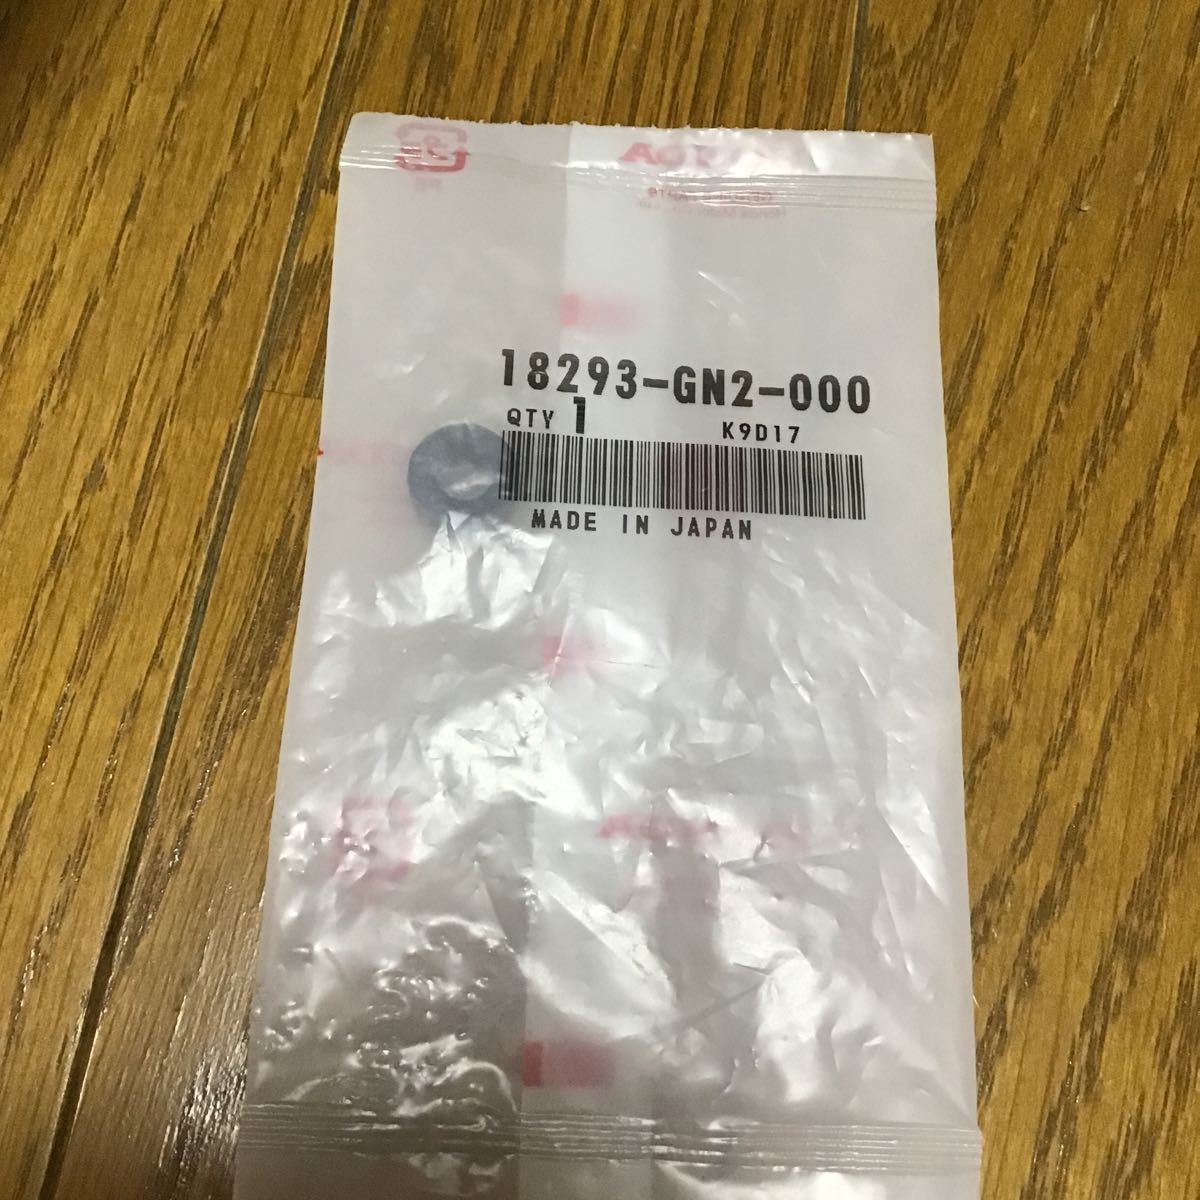 18293-GN2-000
QTY 1 K9D17
MADE IN JAPAN